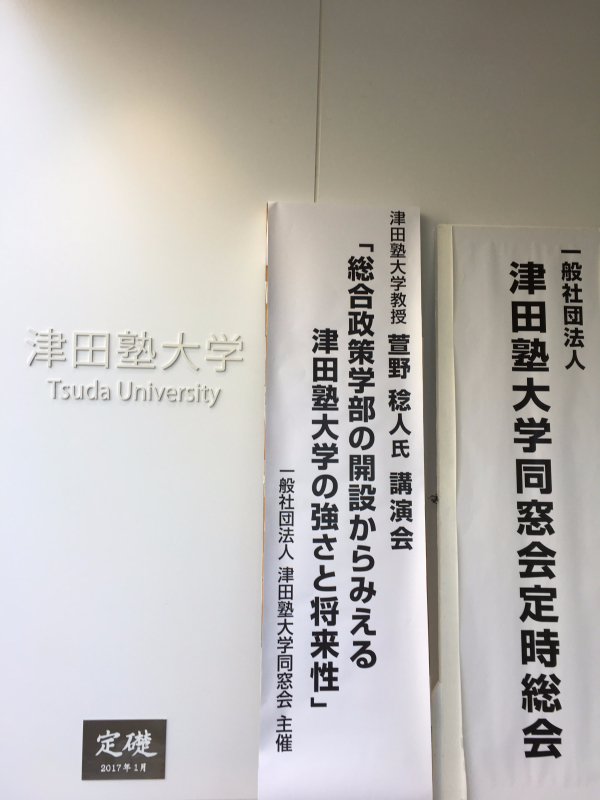 一般社団法人
津田塾大学同窓会定時総会
津田塾大学教授 萱野 稔人氏 講演会
「総合政策学部の開設からみえる
津田塾大学の強さと将来性」
一般社団法人 津田塾大学同窓会 主催
津田塾大学
Tsuda University
定礎
2017年1月